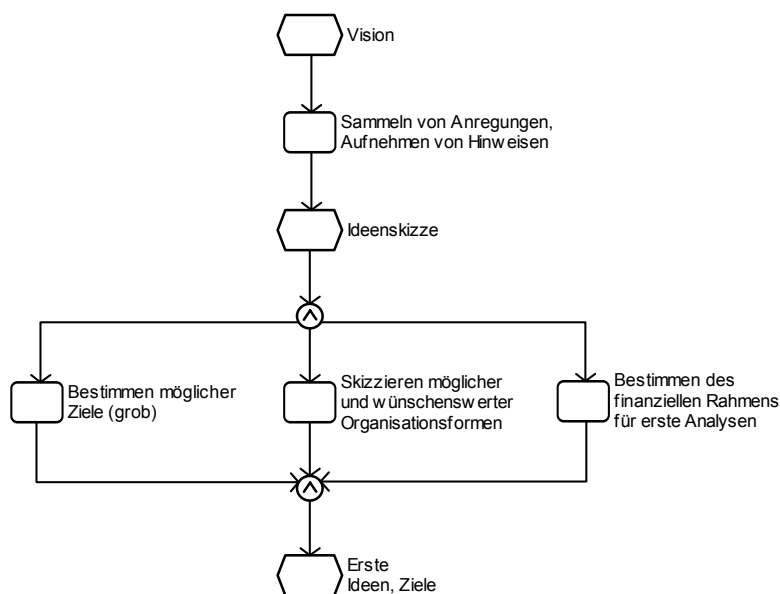 Vision
Sammeln von Anregungen,
Aufnehmen von Hinweisen
Ideenskizze
Bestimmen möglicher
Ziele (grob)
Skizzieren möglicher
und wünschenswerter
Organisationsformen
Bestimmen des
finanziellen Rahmens
für erste Analysen
Erste
Ideen, Ziele